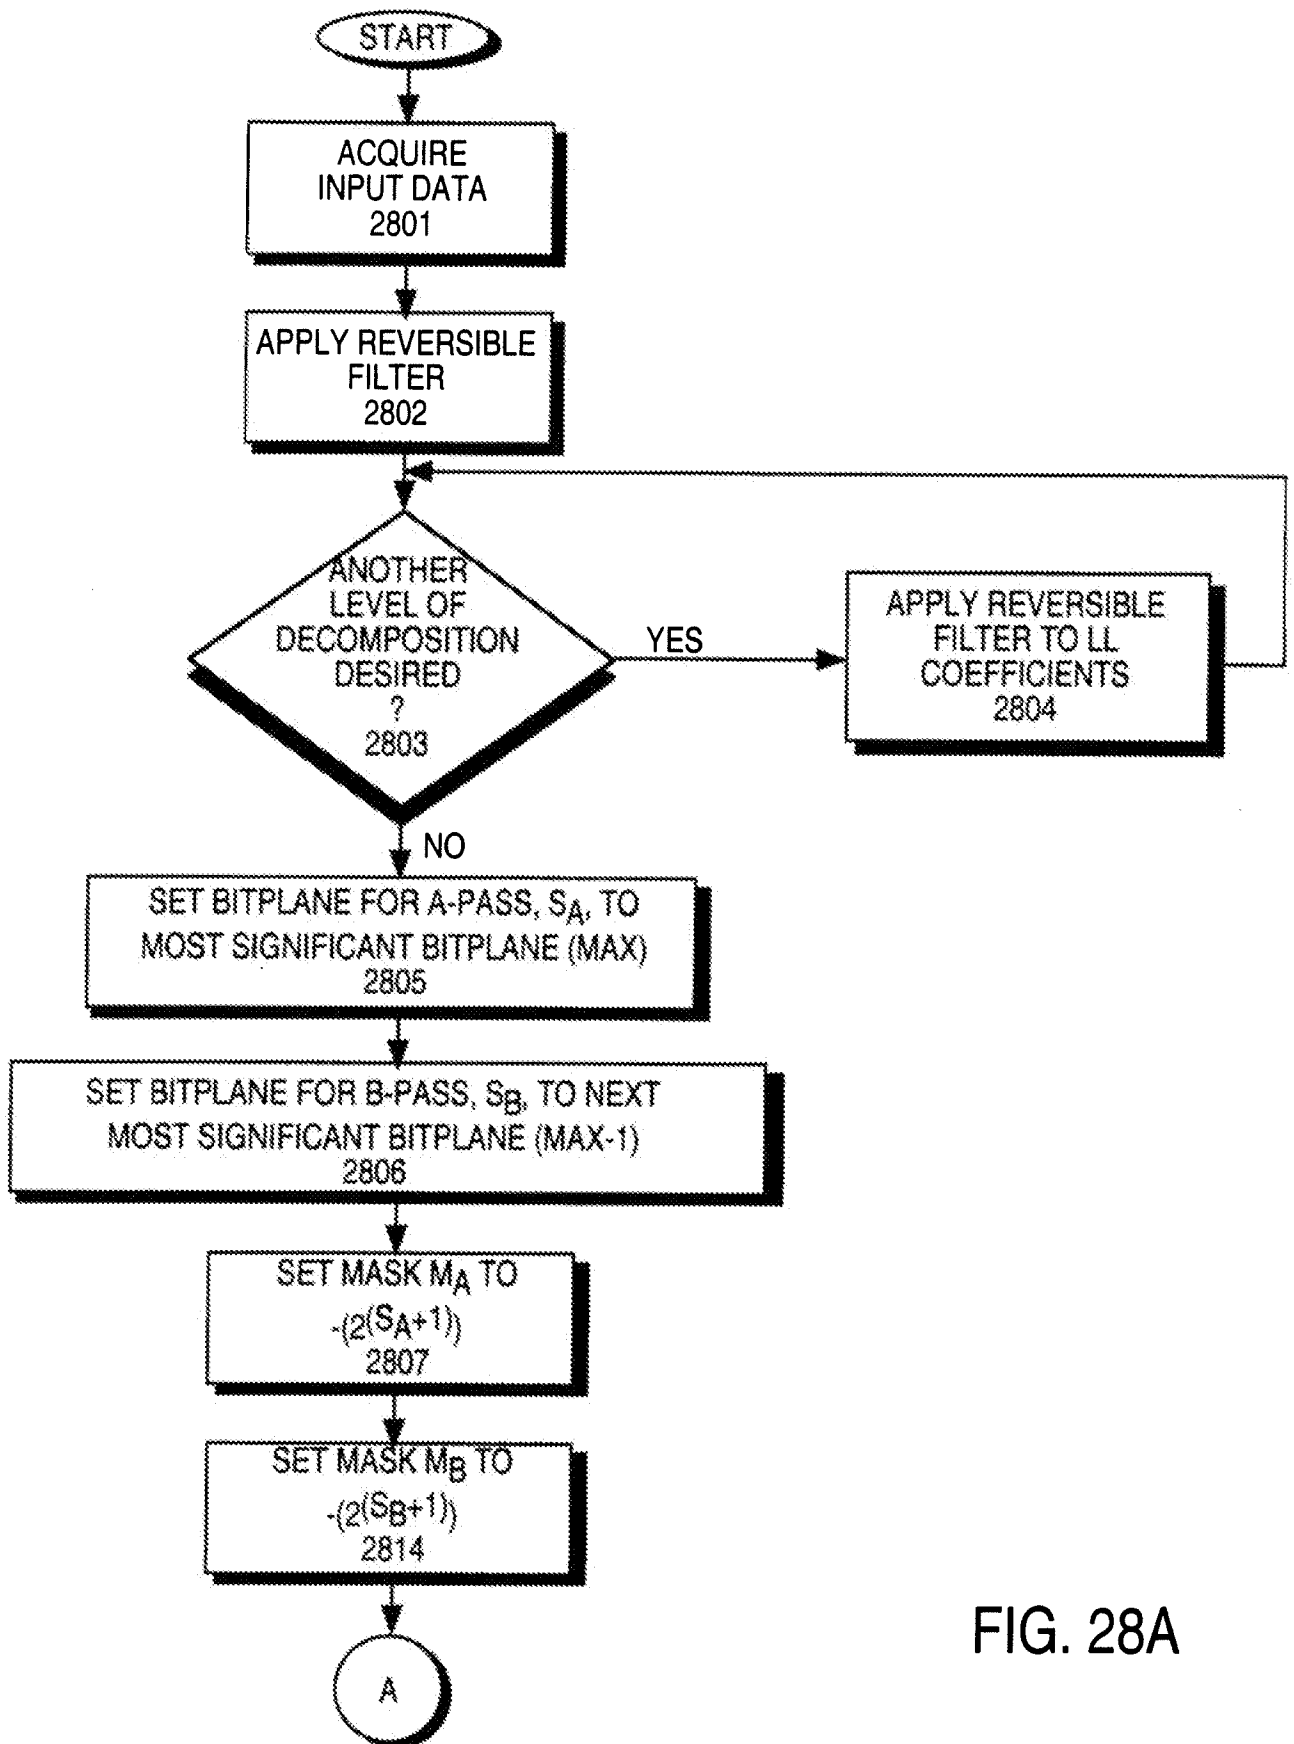 START
ACQUIRE
INPUT DATA
2801
APPLY REVERSIBLE
FILTER
2802
ANOTHER
LEVEL OF
DECOMPOSITION
DESIRED
?
2803
YES
APPLY REVERSIBLE
FILTER TO LL
COEFFICIENTS
2804
NO
SET BITPLANE FOR A-PASS, SA, TO
MOST SIGNIFICANT BITPLANE (MAX)
2805
SET BITPLANE FOR B-PASS, SB, TO NEXT
MOST SIGNIFICANT BITPLANE (MAX-1)
2806
SET MASK MA TO
-(2(SA+1))
2807
SET MASK MB TO
-(2(SB+1))
2814
A
FIG. 28A